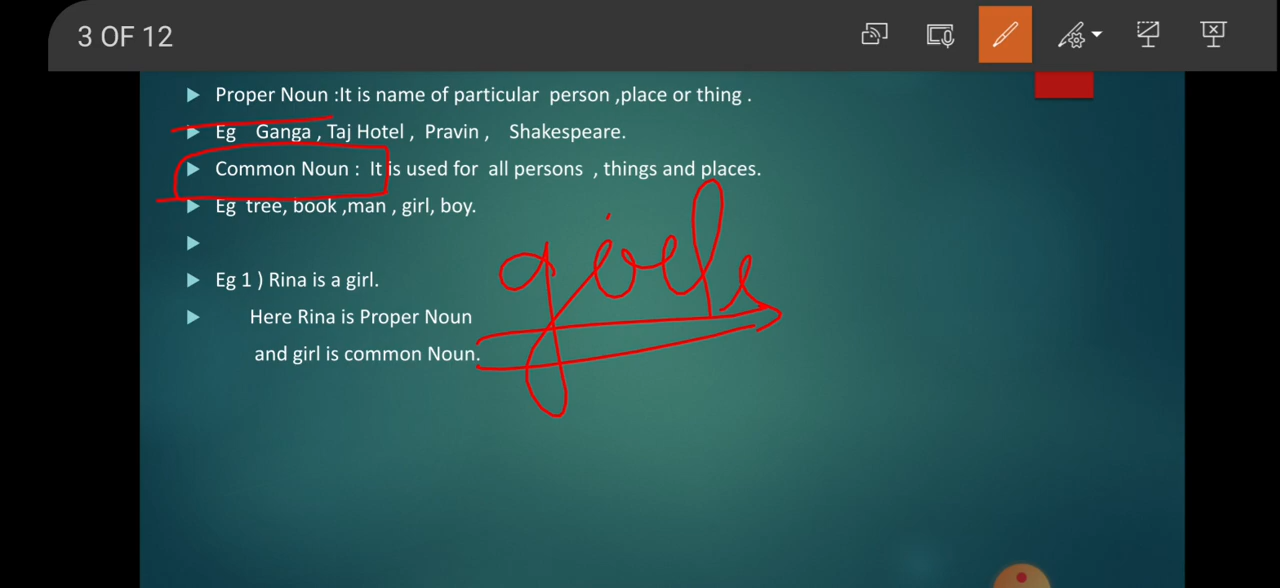 3 OF 12
Proper Noun :It is name of particular person ,place or thing .
Eg Ganga , Taj Hotel , Pravin , Shakespeare.
Common Noun : It is used for all persons , things and places.
Eg tree, book ,man , girl, boy.
girls
Eg 1 ) Rina is a girl.
Here Rina is Proper Noun
and girl is common Noun.